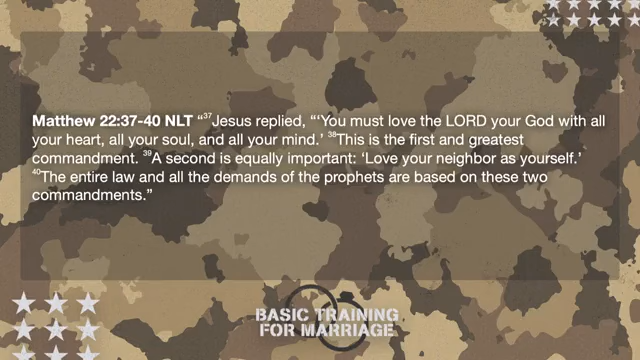 Matthew 22:37-40 NLT “³⁷Jesus replied, “‘You must love the LORD your God with all
your heart, all your soul, and all your mind.’ ³⁸This is the first and greatest
commandment. ³⁹A second is equally important: ‘Love your neighbor as yourself.’
⁴⁰The entire law and all the demands of the prophets are based on these two
commandments.”
BASIC TRAINING
FOR MARRIAGE